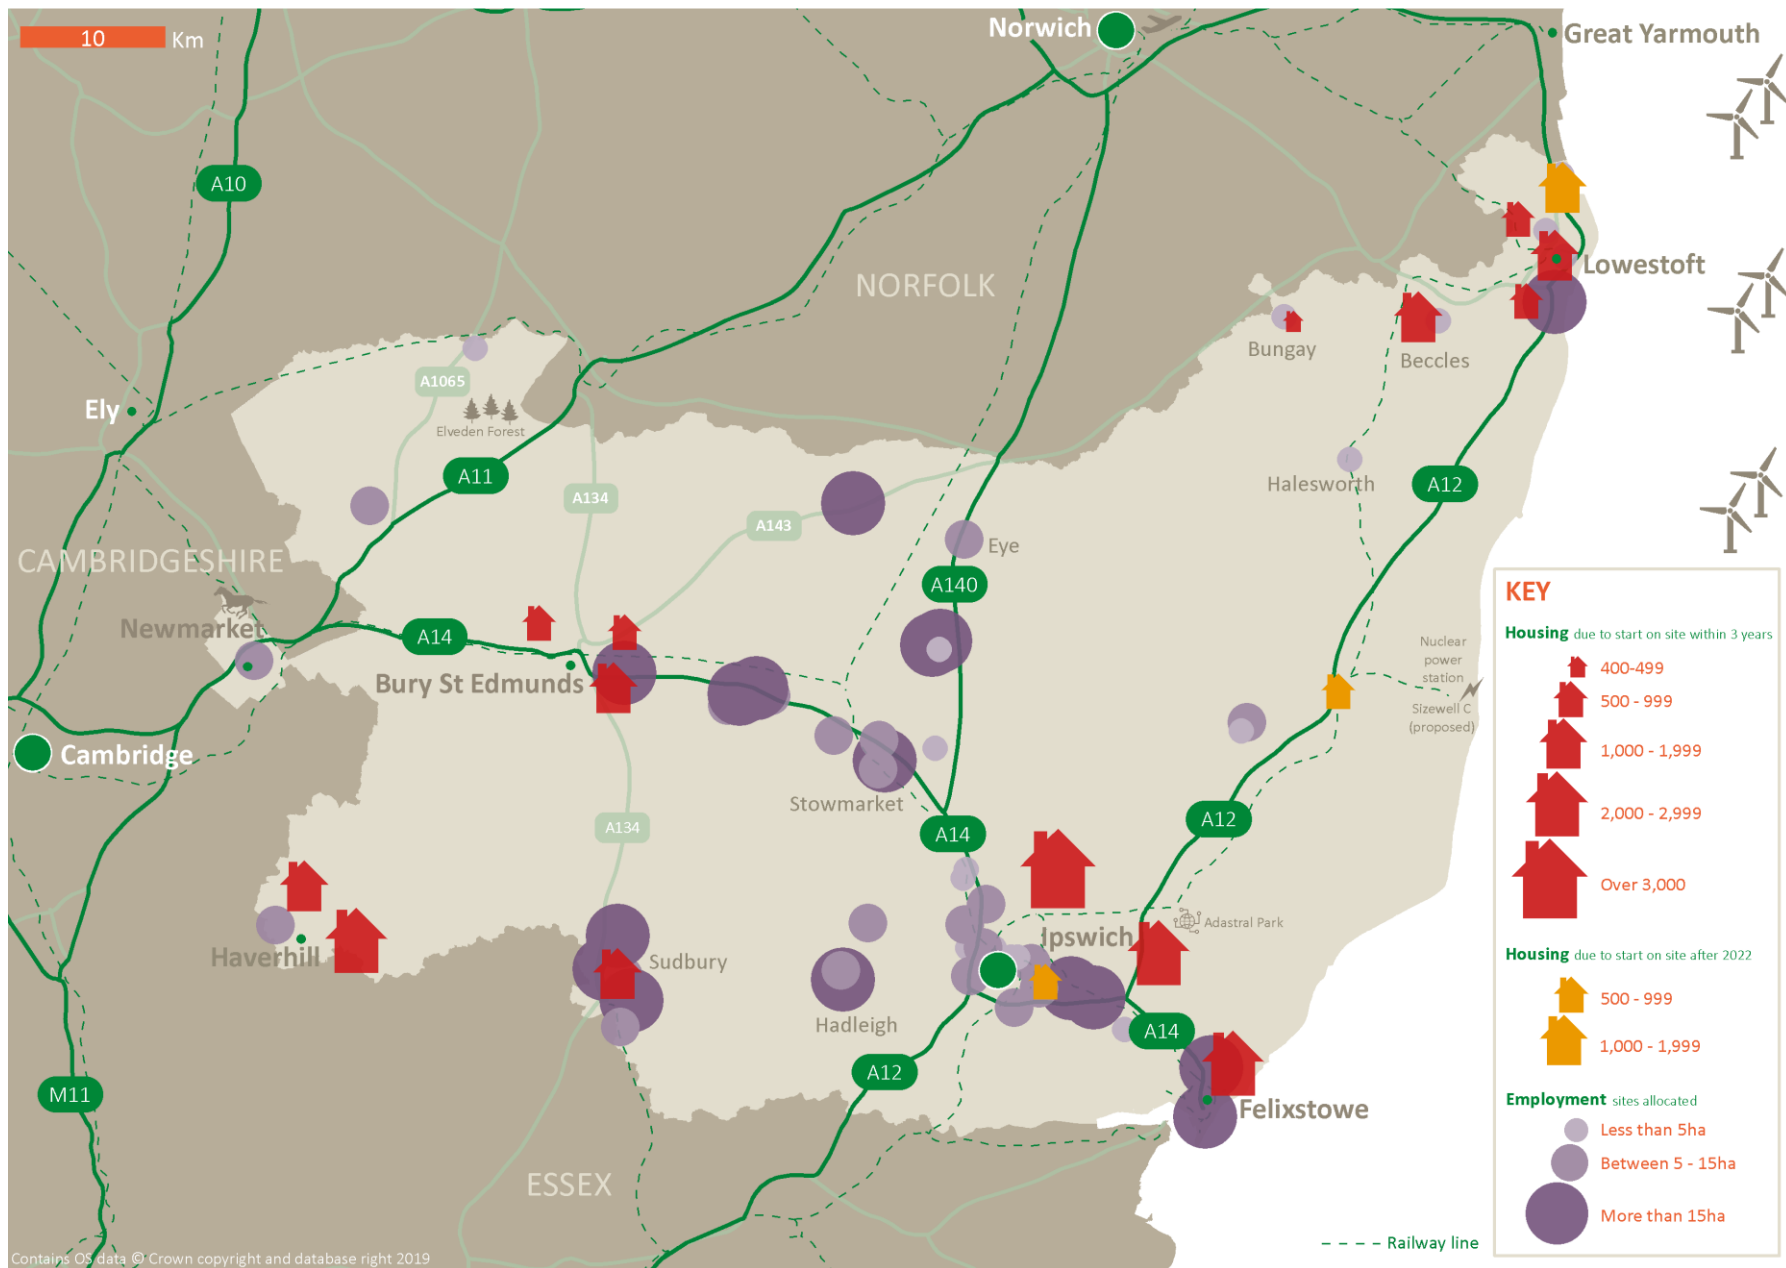 10 Km
Norwich
Great Yarmouth
A10
NORFOLK
Lowestoft
Bungay
Beccles
A1065
Ely
Elveden Forest
A11
A134
A143
Halesworth
A12
Eye
CAMBRIDGESHIRE
A140
Newmarket
A14
Bury St Edmunds
Nuclear
power
station
Sizewell C
(proposed)
Cambridge
Stowmarket
A134
A14
A12
Adastral Park
Ipswich
Haverhill
Sudbury
Hadleigh
A14
A12
M11
Felixstowe
ESSEX
KEY
Housing due to start on site within 3 years
400-499
500 - 999
1,000 - 1,999
2,000 - 2,999
Over 3,000
Housing due to start on site after 2022
500 - 999
1,000 - 1,999
Employment sites allocated
Less than 5ha
Between 5 - 15ha
More than 15ha
Railway line
Contains OS data © Crown copyright and database right 2019